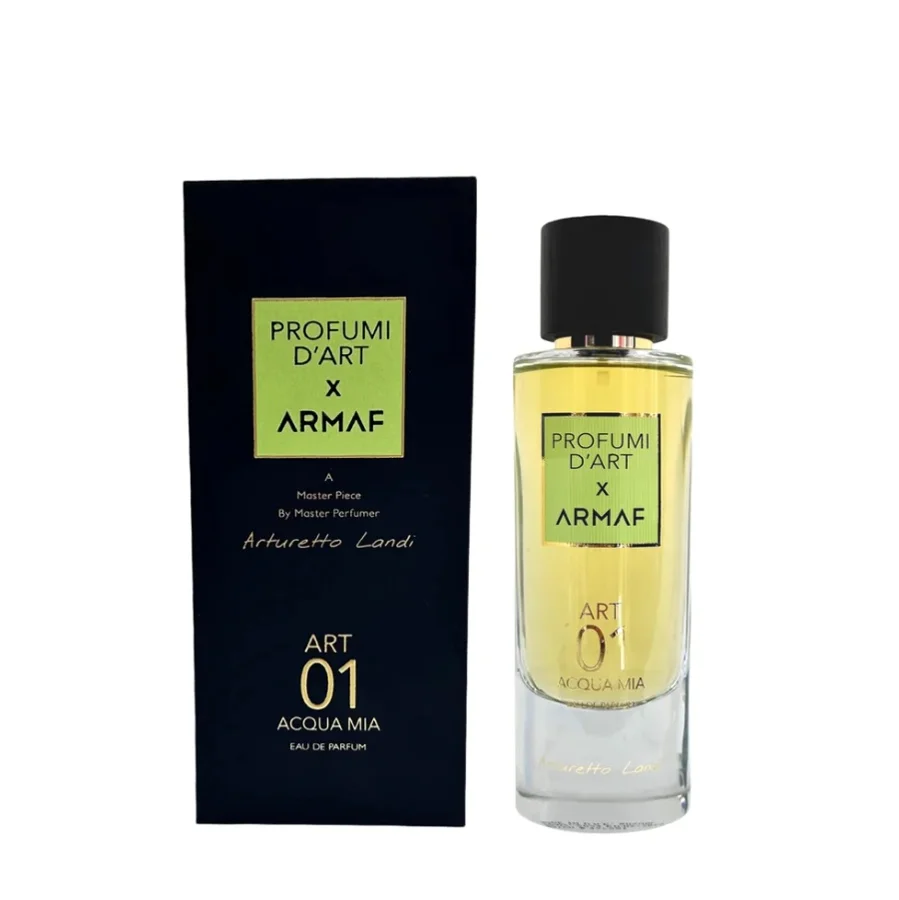 PROFUMI
D'ART
X
ARMAF
A
Master Piece
By Master Perfumer
Arturetto Landi
ART
01
ACQUA MIA
EAU DE PARFUM
PROFUMI
D'ART
X
ARMAF
ART
01
ACQUA MIA
Arturetto Landi